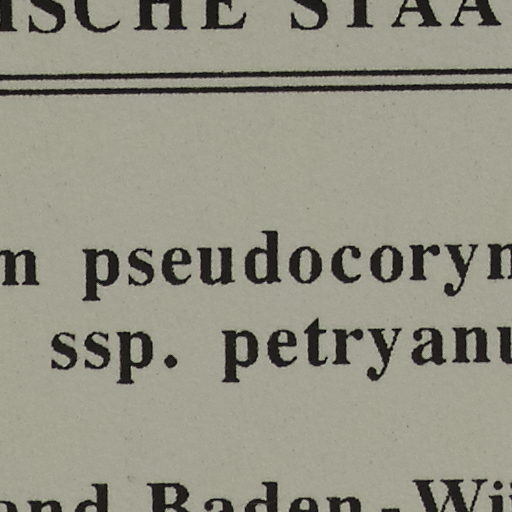 ISCHE STAA
m pseudocoryn
ssp. petryanu
and Baden-Wü